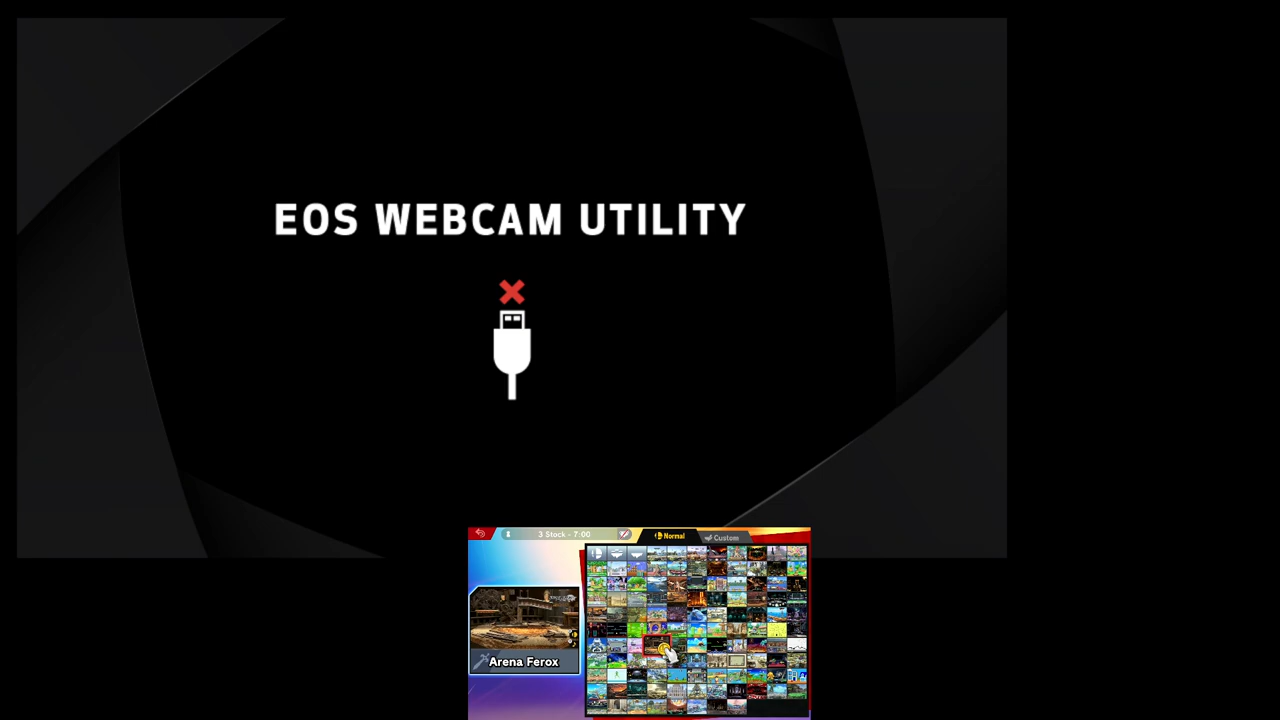 EOS WEBCAM UTILITY
3 Stock - 7:00
Normal
Custom
Arena Ferox